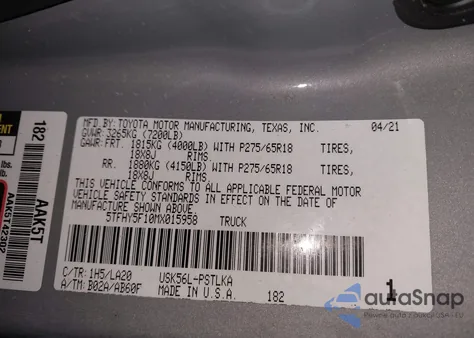 MFD.BY:TOYOTA MOTOR MANUFACTURING, TEXAS, INC. 04/21
GVWR:3265KG (7200LB)
GAWR:FRT. 1815KG (4000LB) WITH P275/65R18 TIRES,
18X8J RIMS,
RR. 1880KG (4150LB) WITH P275/65R18 TIRES,
18X8J RIMS.
THIS VEHICLE CONFORMS TO ALL APPLICABLE FEDERAL MOTOR
VEHICLE SAFETY STANDARDS IN EFFECT ON THE DATE OF
MANUFACTURE SHOWN ABOVE.
5TFHY5F10MX015958 TRUCK
C/TR: 1H5/LA20 USK56L-PSTLKA
A/TM: B02A/AB60F MADE IN U.S.A. 182
1
182
AAK5T
lbs.
autoSnap